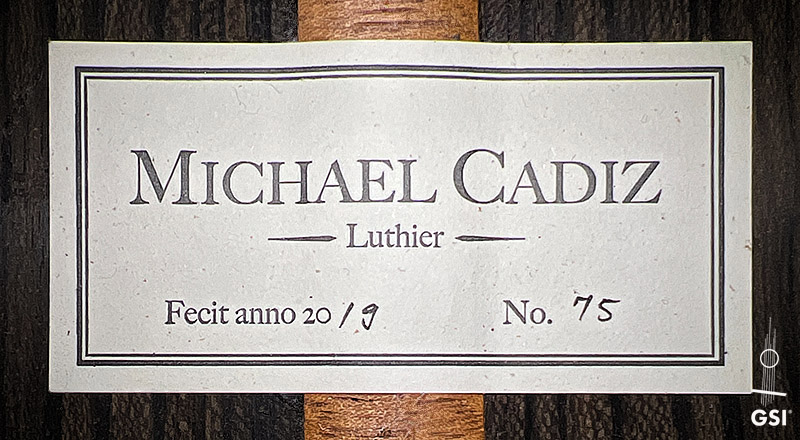 MICHAEL CADIZ
Luthier
Fecit anno 2019 No. 75
GSI